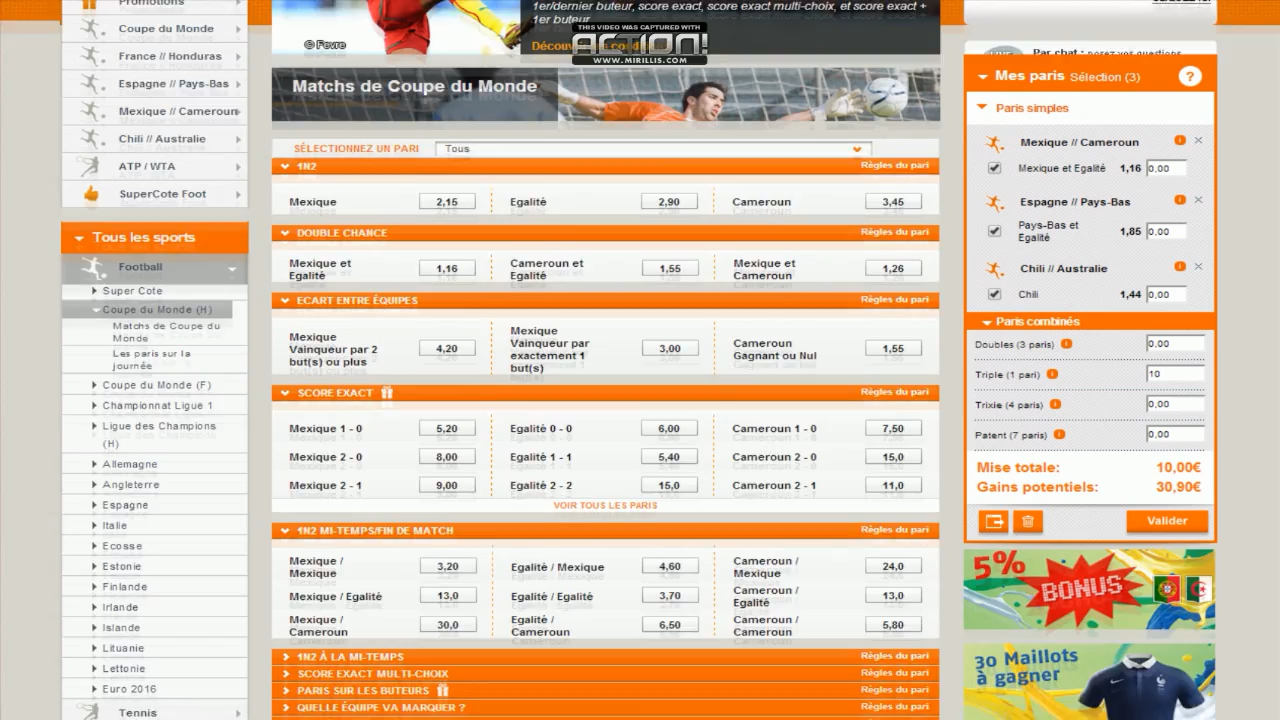 Promotions
Coupe du Monde
France // Honduras
Espagne // Pays-Bas
Mexique // Cameroun
Chili // Australie
ATP / WTA
SuperCote Foot
Tous les sports
Football
Super Cote
Coupe du Monde (H)
Matchs de Coupe du
Monde
Les paris sur la
journée
Coupe du Monde (F)
Championnat Ligue 1
Ligue des Champions
(H)
Allemagne
Angleterre
Espagne
Italie
Ecosse
Estonie
Finlande
Irlande
Islande
Lituanie
Lettonie
Euro 2016
Tennis
1er/dernier buteur, score exact, score exact multi-choix, et score exact +
1er buteur
© Fevre
THIS VIDEO WAS CAPTURED WITH
ACTION!
WWW.MIRILLIS.COM
Matchs de Coupe du Monde
SÉLECTIONNEZ UN PARI Tous
1N2 Règles du pari
Mexique 2,15 Egalité 2,90 Cameroun 3,45
DOUBLE CHANCE Règles du pari
Mexique et
Egalité 1,16
Cameroun et
Egalité 1,55
Mexique et
Cameroun 1,26
ECART ENTRE ÉQUIPES Règles du pari
Mexique
Vainqueur par 2
but(s) ou plus 4,20
Mexique
Vainqueur par
exactement 1
but(s) 3,00
Cameroun
Gagnant ou Nul 1,55
SCORE EXACT Règles du pari
Mexique 1 - 0 5,20 Egalité 0 - 0 6,00 Cameroun 1 - 0 7,50
Mexique 2 - 0 8,00 Egalité 1 - 1 5,40 Cameroun 2 - 0 15,0
Mexique 2 - 1 9,00 Egalité 2 - 2 15,0 Cameroun 2 - 1 11,0
VOIR TOUS LES PARIS
1N2 MI-TEMPS/FIN DE MATCH Règles du pari
Mexique /
Mexique 3,20
Egalité / Mexique 4,60
Cameroun /
Mexique 24,0
Mexique / Egalité 13,0
Egalité / Egalité 3,70
Cameroun /
Egalité 13,0
Mexique /
Cameroun 30,0
Egalité /
Cameroun 6,50
Cameroun /
Cameroun 5,80
1N2 À LA MI-TEMPS Règles du pari
SCORE EXACT MULTI-CHOIX Règles du pari
PARIS SUR LES BUTEURS Règles du pari
QUELLE ÉQUIPE VA MARQUER ? Règles du pari
Par chat : posez vos questions
Mes paris Sélection (3) ?
Paris simples
Mexique // Cameroun
Mexique et Egalité 1,16 0,00
Espagne // Pays-Bas
Pays-Bas et
Egalité 1,85 0,00
Chili // Australie
Chili 1,44 0,00
Paris combinés
Doubles (3 paris) 0,00
Triple (1 pari) 10
Trixie (4 paris) 0,00
Patent (7 paris) 0,00
Mise totale: 10,00€
Gains potentiels: 30,90€
Valider
5%
BONUS
30 Maillots
à gagner